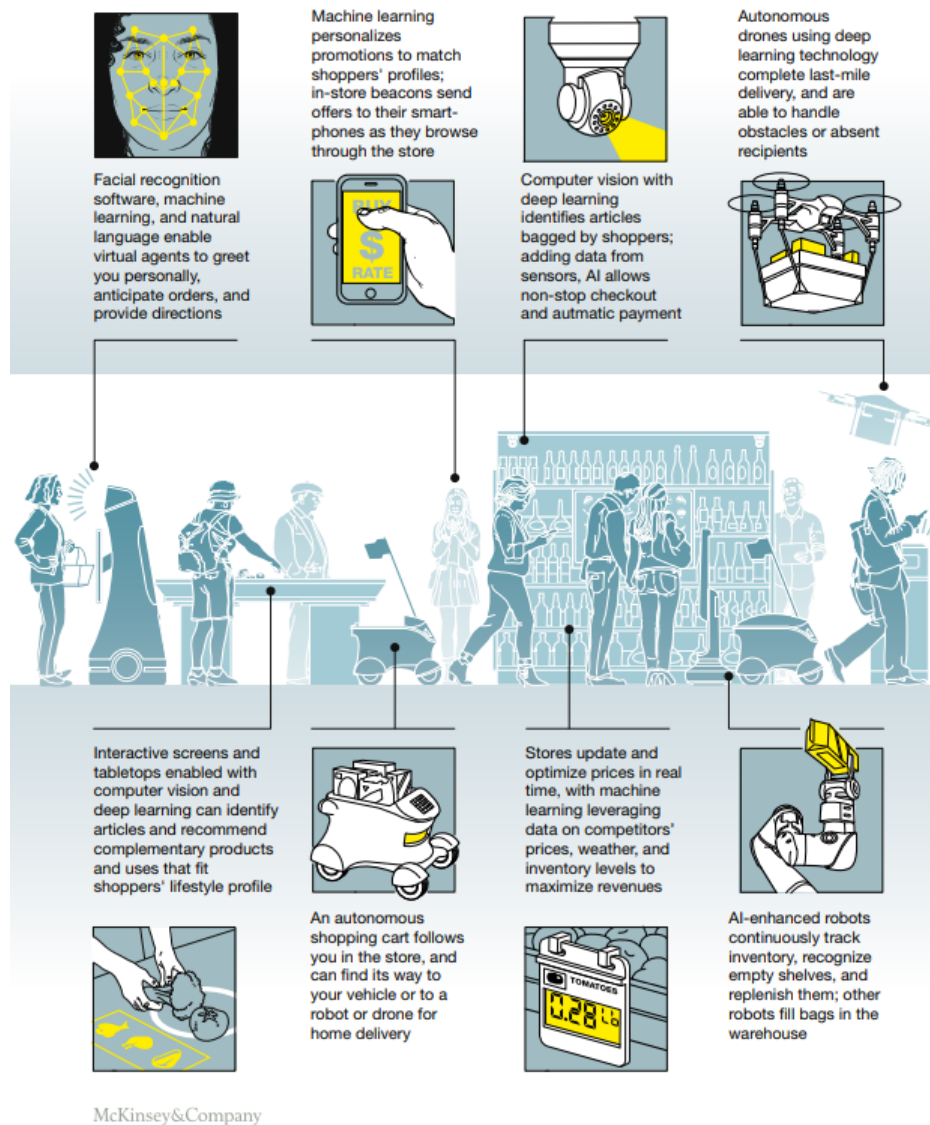 Machine learning
personalizes
promotions to match
shoppers' profiles;
in-store beacons send
offers to their smart-
phones as they browse
through the store
Autonomous
drones using deep
learning technology
complete last-mile
delivery, and are
able to handle
obstacles or absent
recipients
Facial recognition
software, machine
learning, and natural
language enable
virtual agents to greet
you personally,
anticipate orders, and
provide directions
BUY
$
RATE
Computer vision with
deep learning
identifies articles
bagged by shoppers;
adding data from
sensors, AI allows
non-stop checkout
and autmatic payment
Interactive screens and
tabletops enabled with
computer vision and
deep learning can identify
articles and recommend
complementary products
and uses that fit
shoppers' lifestyle profile
An autonomous
shopping cart follows
you in the store, and
can find its way to
your vehicle or to a
robot or drone for
home delivery
Stores update and
optimize prices in real
time, with machine
learning leveraging
data on competitors'
prices, weather, and
inventory levels to
maximize revenues
TOMATOES
0.28 Lb
AI-enhanced robots
continuously track
inventory, recognize
empty shelves, and
replenish them; other
robots fill bags in the
warehouse
McKinsey&Company